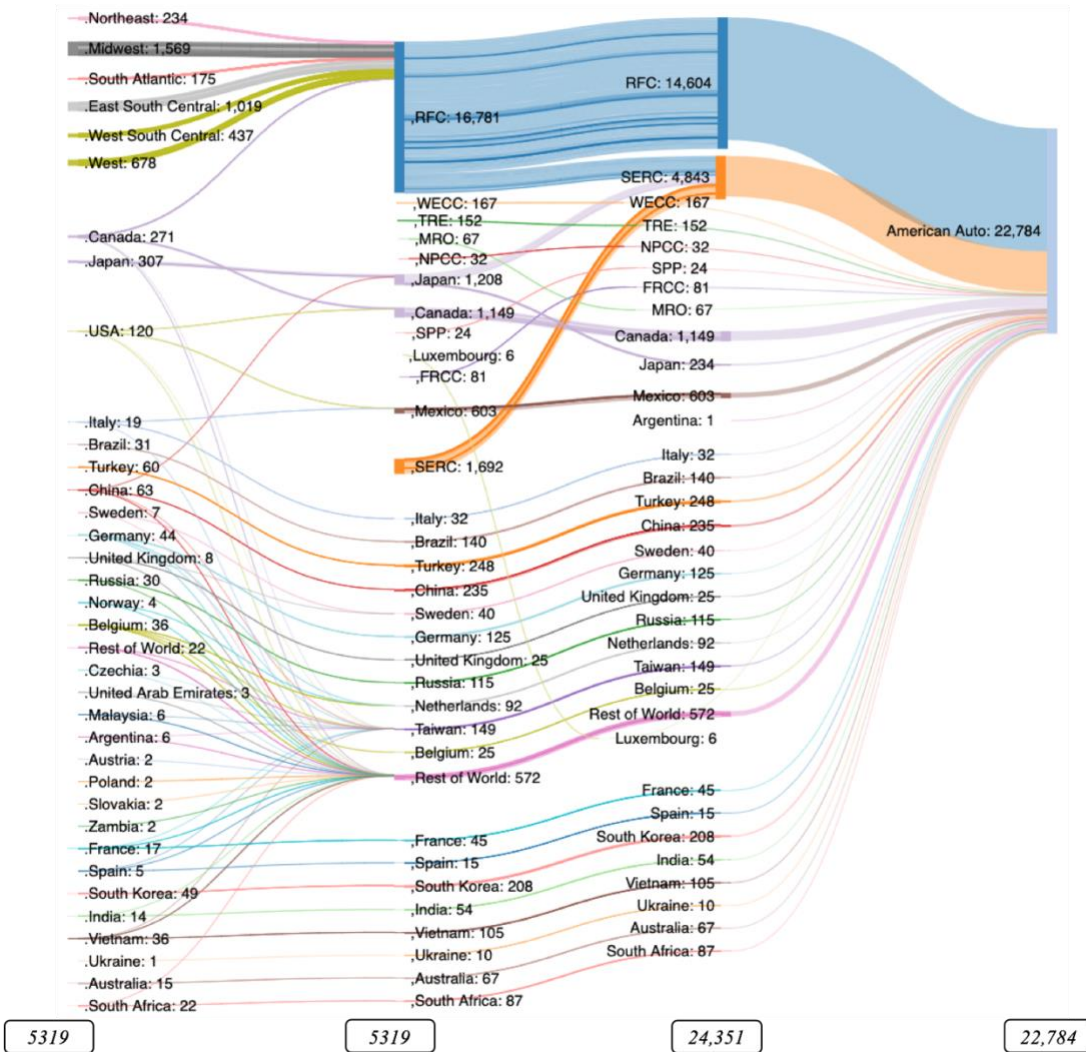 .Northeast: 234
.Midwest: 1,569
.South Atlantic: 175
.East South Central: 1,019
.West South Central: 437
.West: 678
.Canada: 271
.Japan: 307
.USA: 120
.Italy: 19
.Brazil: 31
.Turkey: 60
.China: 63
.Sweden: 7
.Germany: 44
.United Kingdom: 8
.Russia: 30
.Norway: 4
.Belgium: 36
.Rest of World: 22
.Czechia: 3
.United Arab Emirates: 3
.Malaysia: 6
.Argentina: 6
.Austria: 2
.Poland: 2
.Slovakia: 2
.Zambia: 2
.France: 17
.Spain: 5
.South Korea: 49
.India: 14
.Vietnam: 36
.Ukraine: 1
.Australia: 15
.South Africa: 22
,RFC: 16,781
,WECC: 167
,TRE: 152
,MRO: 67
,NPCC: 32
,Japan: 1,208
,Canada: 1,149
,SPP: 24
,Luxembourg: 6
,FRCC: 81
,Mexico: 603
,SERC: 1,692
,Italy: 32
,Brazil: 140
,Turkey: 248
,China: 235
,Sweden: 40
,Germany: 125
,United Kingdom: 25
,Russia: 115
,Netherlands: 92
,Taiwan: 149
,Belgium: 25
,Rest of World: 572
,France: 45
,Spain: 15
,South Korea: 208
,India: 54
,Vietnam: 105
,Ukraine: 10
,Australia: 67
,South Africa: 87
RFC: 14,604
SERC: 4,843
WECC: 167
TRE: 152
NPCC: 32
SPP: 24
FRCC: 81
MRO: 67
Canada: 1,149
Japan: 234
Mexico: 603
Argentina: 1
Italy: 32
Brazil: 140
Turkey: 248
China: 235
Sweden: 40
Germany: 125
United Kingdom: 25
Russia: 115
Netherlands: 92
Taiwan: 149
Belgium: 25
Rest of World: 572
Luxembourg: 6
France: 45
Spain: 15
South Korea: 208
India: 54
Vietnam: 105
Ukraine: 10
Australia: 67
South Africa: 87
American Auto: 22,784
5319
5319
24,351
22,784